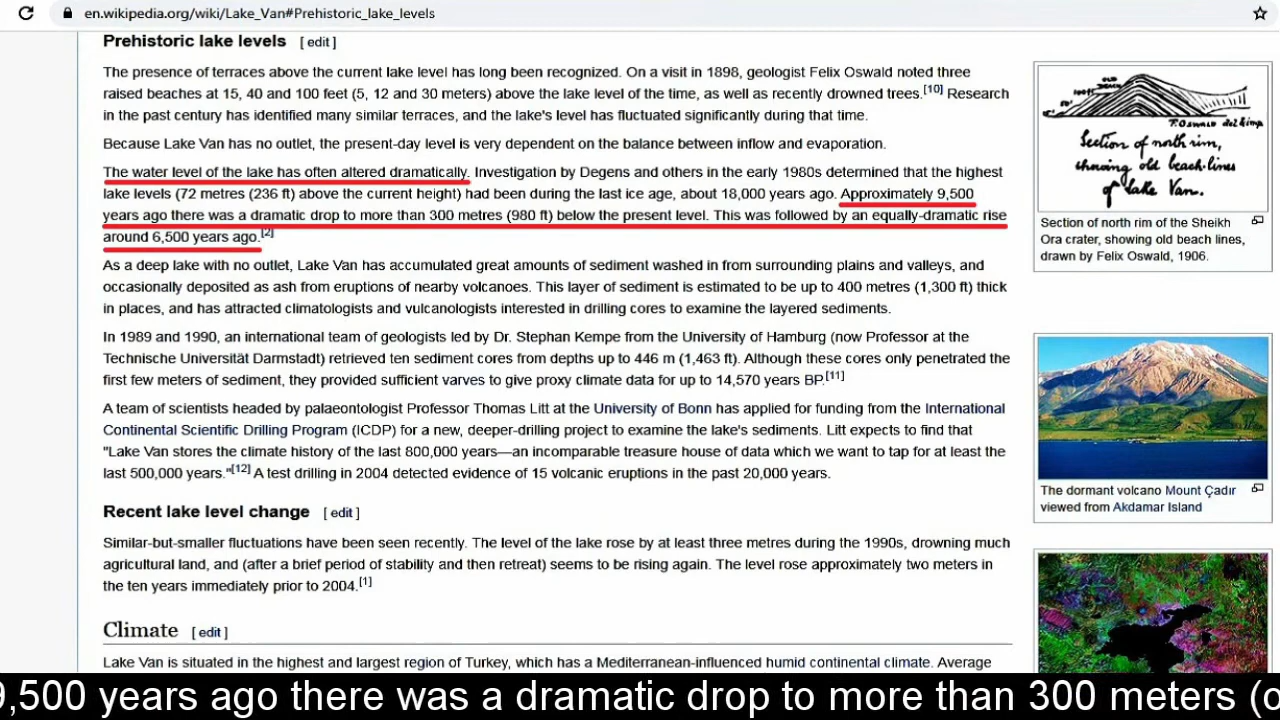 en.wikipedia.org/wiki/Lake_Van#Prehistoric_lake_levels
Prehistoric lake levels [ edit ]
The presence of terraces above the current lake level has long been recognized. On a visit in 1898, geologist Felix Oswald noted three
raised beaches at 15, 40 and 100 feet (5, 12 and 30 meters) above the lake level of the time, as well as recently drowned trees.[10] Research
in the past century has identified many similar terraces, and the lake's level has fluctuated significantly during that time.
Because Lake Van has no outlet, the present-day level is very dependent on the balance between inflow and evaporation.
The water level of the lake has often altered dramatically. Investigation by Degens and others in the early 1980s determined that the highest
lake levels (72 metres (236 ft) above the current height) had been during the last ice age, about 18,000 years ago. Approximately 9,500
years ago there was a dramatic drop to more than 300 metres (980 ft) below the present level. This was followed by an equally-dramatic rise
around 6,500 years ago.[2]
As a deep lake with no outlet, Lake Van has accumulated great amounts of sediment washed in from surrounding plains and valleys, and
occasionally deposited as ash from eruptions of nearby volcanoes. This layer of sediment is estimated to be up to 400 metres (1,300 ft) thick
in places, and has attracted climatologists and vulcanologists interested in drilling cores to examine the layered sediments.
In 1989 and 1990, an international team of geologists led by Dr. Stephan Kempe from the University of Hamburg (now Professor at the
Technische Universität Darmstadt) retrieved ten sediment cores from depths up to 446 m (1,463 ft). Although these cores only penetrated the
first few meters of sediment, they provided sufficient varves to give proxy climate data for up to 14,570 years BP.[11]
A team of scientists headed by palaeontologist Professor Thomas Litt at the University of Bonn has applied for funding from the International
Continental Scientific Drilling Program (ICDP) for a new, deeper-drilling project to examine the lake's sediments. Litt expects to find that
"Lake Van stores the climate history of the last 800,000 years—an incomparable treasure house of data which we want to tap for at least the
last 500,000 years."[12] A test drilling in 2004 detected evidence of 15 volcanic eruptions in the past 20,000 years.
Recent lake level change [ edit ]
Similar-but-smaller fluctuations have been seen recently. The level of the lake rose by at least three metres during the 1990s, drowning much
agricultural land, and (after a brief period of stability and then retreat) seems to be rising again. The level rose approximately two meters in
the ten years immediately prior to 2004.[1]
Climate [ edit ]
Lake Van is situated in the highest and largest region of Turkey, which has a Mediterranean-influenced humid continental climate. Average
Section of north rim,
showing old beach-lines
of Lake Van.
Section of north rim of the Sheikh
Ora crater, showing old beach lines,
drawn by Felix Oswald, 1906.
The dormant volcano Mount Çadır
viewed from Akdamar Island
9,500 years ago there was a dramatic drop to more than 300 meters (